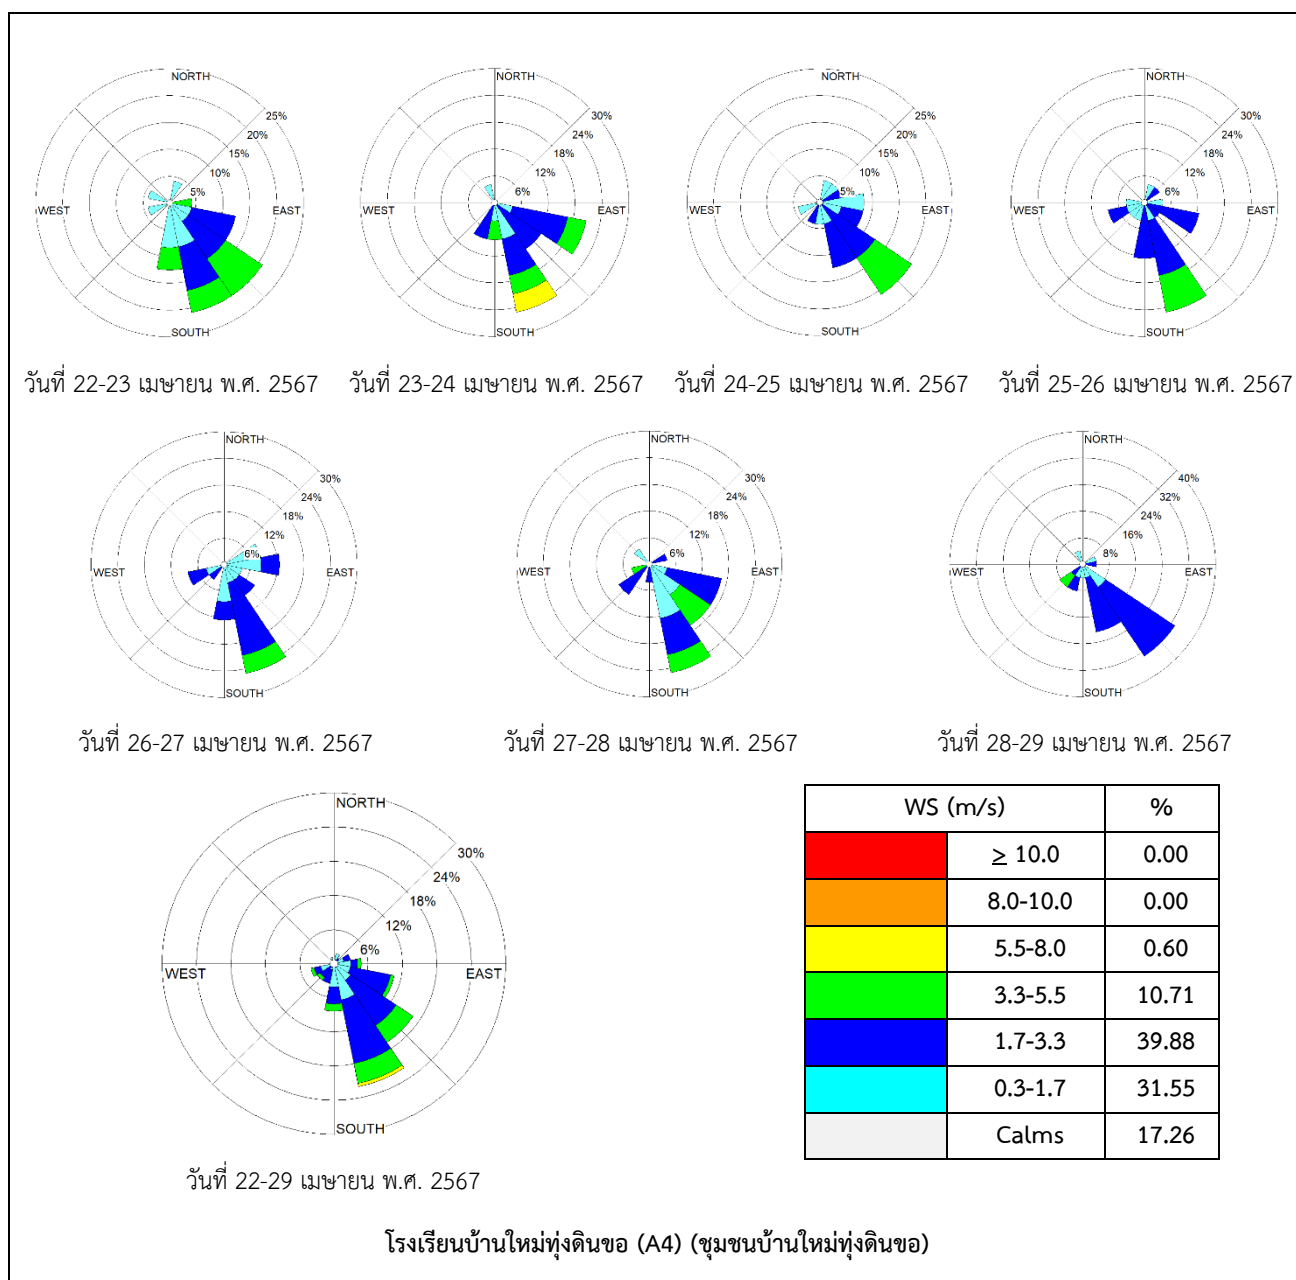 NORTH
25%
20%
15%
10%
5%
WEST
EAST
SOUTH
วันที่ 22-23 เมษายน พ.ศ. 2567
NORTH
30%
24%
18%
12%
6%
WEST
EAST
SOUTH
วันที่ 23-24 เมษายน พ.ศ. 2567
NORTH
25%
20%
15%
10%
5%
WEST
EAST
SOUTH
วันที่ 24-25 เมษายน พ.ศ. 2567
NORTH
30%
24%
18%
12%
6%
WEST
EAST
SOUTH
วันที่ 25-26 เมษายน พ.ศ. 2567
NORTH
30%
24%
18%
12%
6%
WEST
EAST
SOUTH
วันที่ 26-27 เมษายน พ.ศ. 2567
NORTH
30%
24%
18%
12%
6%
WEST
EAST
SOUTH
วันที่ 27-28 เมษายน พ.ศ. 2567
NORTH
40%
32%
24%
16%
8%
WEST
EAST
SOUTH
วันที่ 28-29 เมษายน พ.ศ. 2567
NORTH
30%
24%
18%
12%
6%
WEST
EAST
SOUTH
วันที่ 22-29 เมษายน พ.ศ. 2567
WS (m/s) %
≥ 10.0 0.00
8.0-10.0 0.00
5.5-8.0 0.60
3.3-5.5 10.71
1.7-3.3 39.88
0.3-1.7 31.55
Calms 17.26
โรงเรียนบ้านใหม่ทุ่งดินขอ (A4) (ชุมชนบ้านใหม่ทุ่งดินขอ)